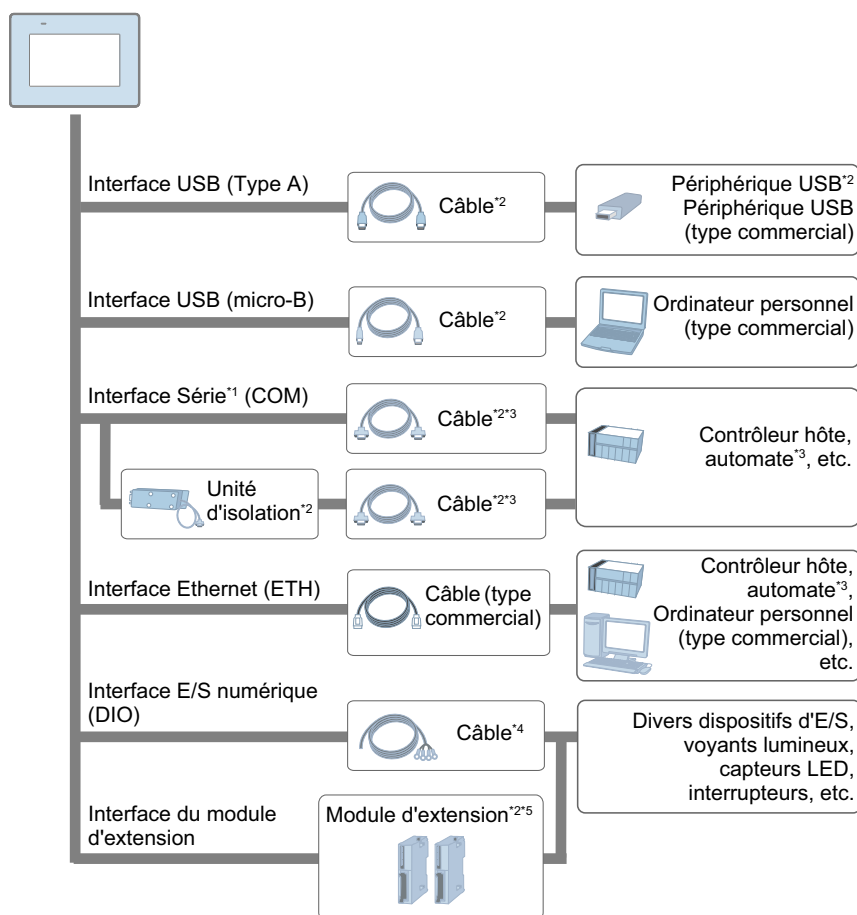 Interface USB (Type A)
Câble*2
Périphérique USB*2
Périphérique USB
(type commercial)
Interface USB (micro-B)
Câble*2
Ordinateur personnel
(type commercial)
Interface Série*1 (COM)
Câble*2*3
Contrôleur hôte,
automate*3, etc.
Unité
d'isolation*2
Câble*2*3
Interface Ethernet (ETH)
Câble (type
commercial)
Contrôleur hôte,
automate*3,
Ordinateur personnel
(type commercial),
etc.
Interface E/S numérique
(DIO)
Câble*4
Divers dispositifs d'E/S,
voyants lumineux,
capteurs LED,
interrupteurs, etc.
Interface du module
d'extension
Module d'extension*2*5